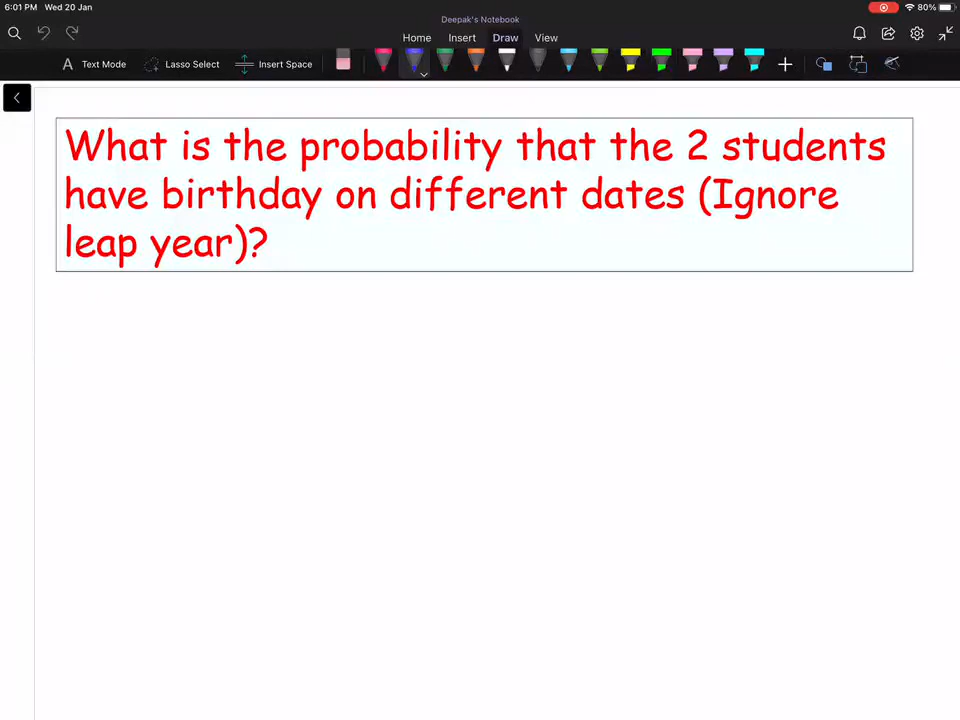 6:01 PM Wed 20 Jan 80%
Deepak's Notebook
Home Insert Draw View
A Text Mode Lasso Select Insert Space
What is the probability that the 2 students
have birthday on different dates (Ignore
leap year)?